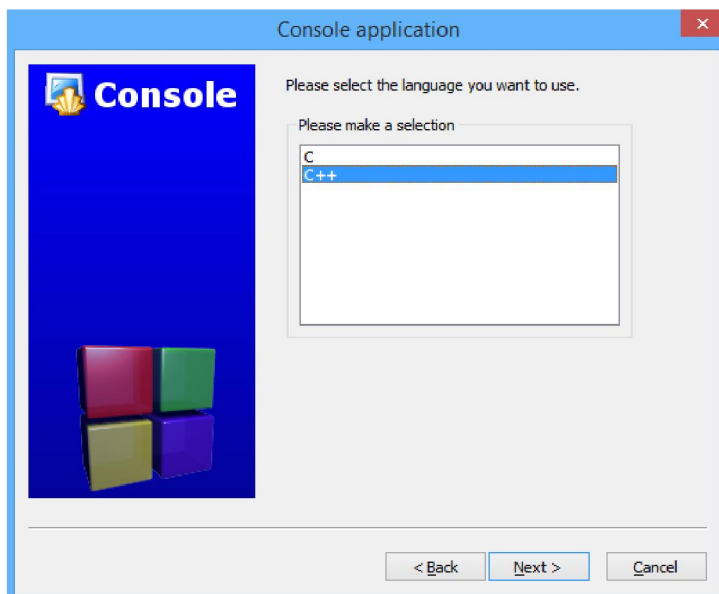 Console application
Console
Please select the language you want to use.
Please make a selection
C
C++
< Back
Next >
Cancel